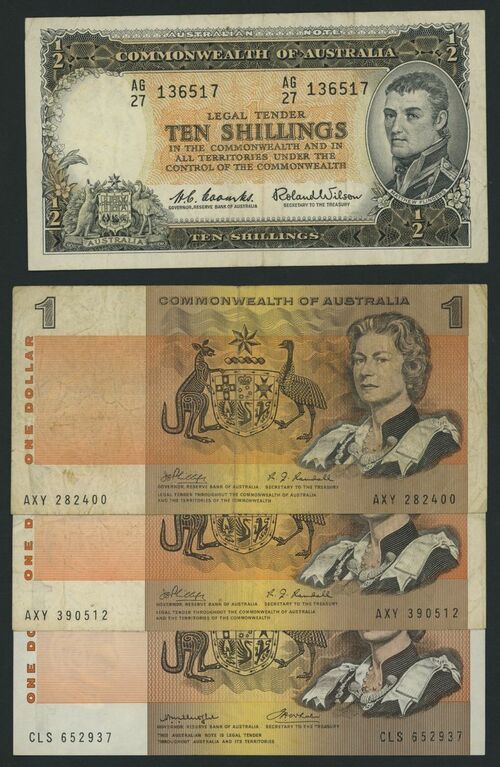 AUSTRALIAN NOTE
1/2 COMMONWEALTH OF AUSTRALIA 1/2
AG 27 136517 AG 27 136517
LEGAL TENDER
TEN SHILLINGS
IN THE COMMONWEALTH AND IN
ALL TERRITORIES UNDER THE
CONTROL OF THE COMMONWEALTH
H.C. Coombs. Roland Wilson
GOVERNOR, RESERVE BANK OF AUSTRALIA SECRETARY TO THE TREASURY
MATTHEW FLINDERS
AUSTRALIA
1/2 TEN SHILLINGS 1/2
1 COMMONWEALTH OF AUSTRALIA 1
ONE DOLLAR
GOVERNOR, RESERVE BANK OF AUSTRALIA SECRETARY TO THE TREASURY
LEGAL TENDER THROUGHOUT THE COMMONWEALTH OF AUSTRALIA
AND THE TERRITORIES OF THE COMMONWEALTH
AXY 282400 AXY 282400
ONE D
GOVERNOR, RESERVE BANK OF AUSTRALIA SECRETARY TO THE TREASURY
LEGAL TENDER THROUGHOUT THE COMMONWEALTH OF AUSTRALIA
AND THE TERRITORIES OF THE COMMONWEALTH
AXY 390512 AXY 390512
ONE DO
GOVERNOR, RESERVE BANK OF AUSTRALIA SECRETARY TO THE TREASURY
THIS AUSTRALIAN NOTE IS LEGAL TENDER
THROUGHOUT AUSTRALIA AND ITS TERRITORIES
CLS 652937 CLS 652937